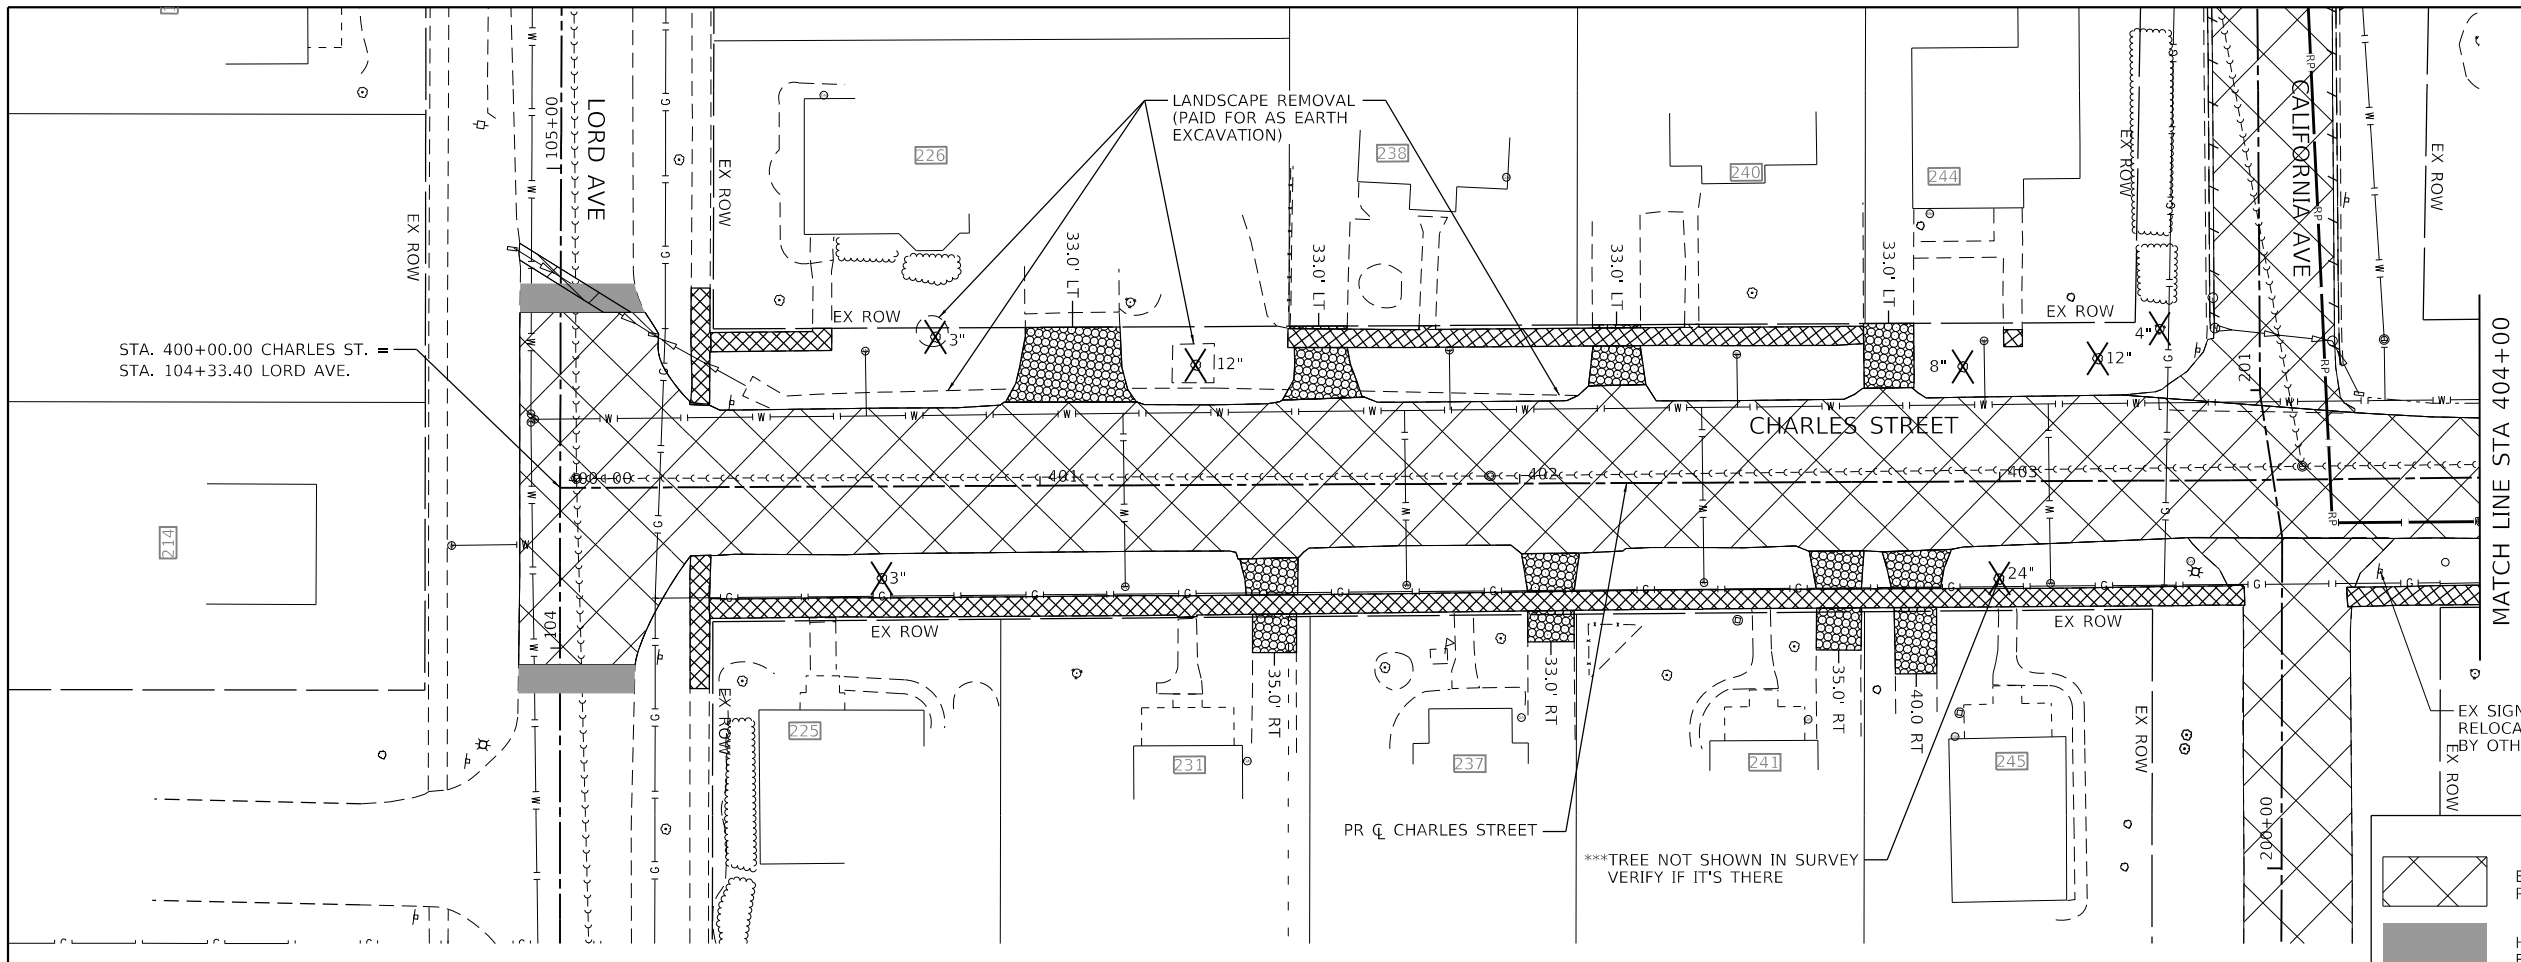 LORD AVE
105+00
EX ROW
EX ROW
226
LANDSCAPE REMOVAL
(PAID FOR AS EARTH
EXCAVATION)
238
240
244
EX ROW
CALIFORNIA AVE
EX ROW
33.0' LT
33.0' LT
33.0' LT
33.0' LT
EX ROW
EX ROW
3"
12"
8"
12"
4"
STA. 400+00.00 CHARLES ST. =
STA. 104+33.40 LORD AVE.
201
MATCH LINE STA 404+00
CHARLES STREET
400+00
401
402
403
214
104
3"
24"
EX ROW
EX ROW
EX ROW
35.0' RT
33.0' RT
35.0' RT
40.0 RT
225
231
237
241
245
EX ROW
EX ROW
EX SIGN
RELOCA
BY OTH
PR ℄ CHARLES STREET
***TREE NOT SHOWN IN SURVEY
VERIFY IF IT'S THERE
200+00